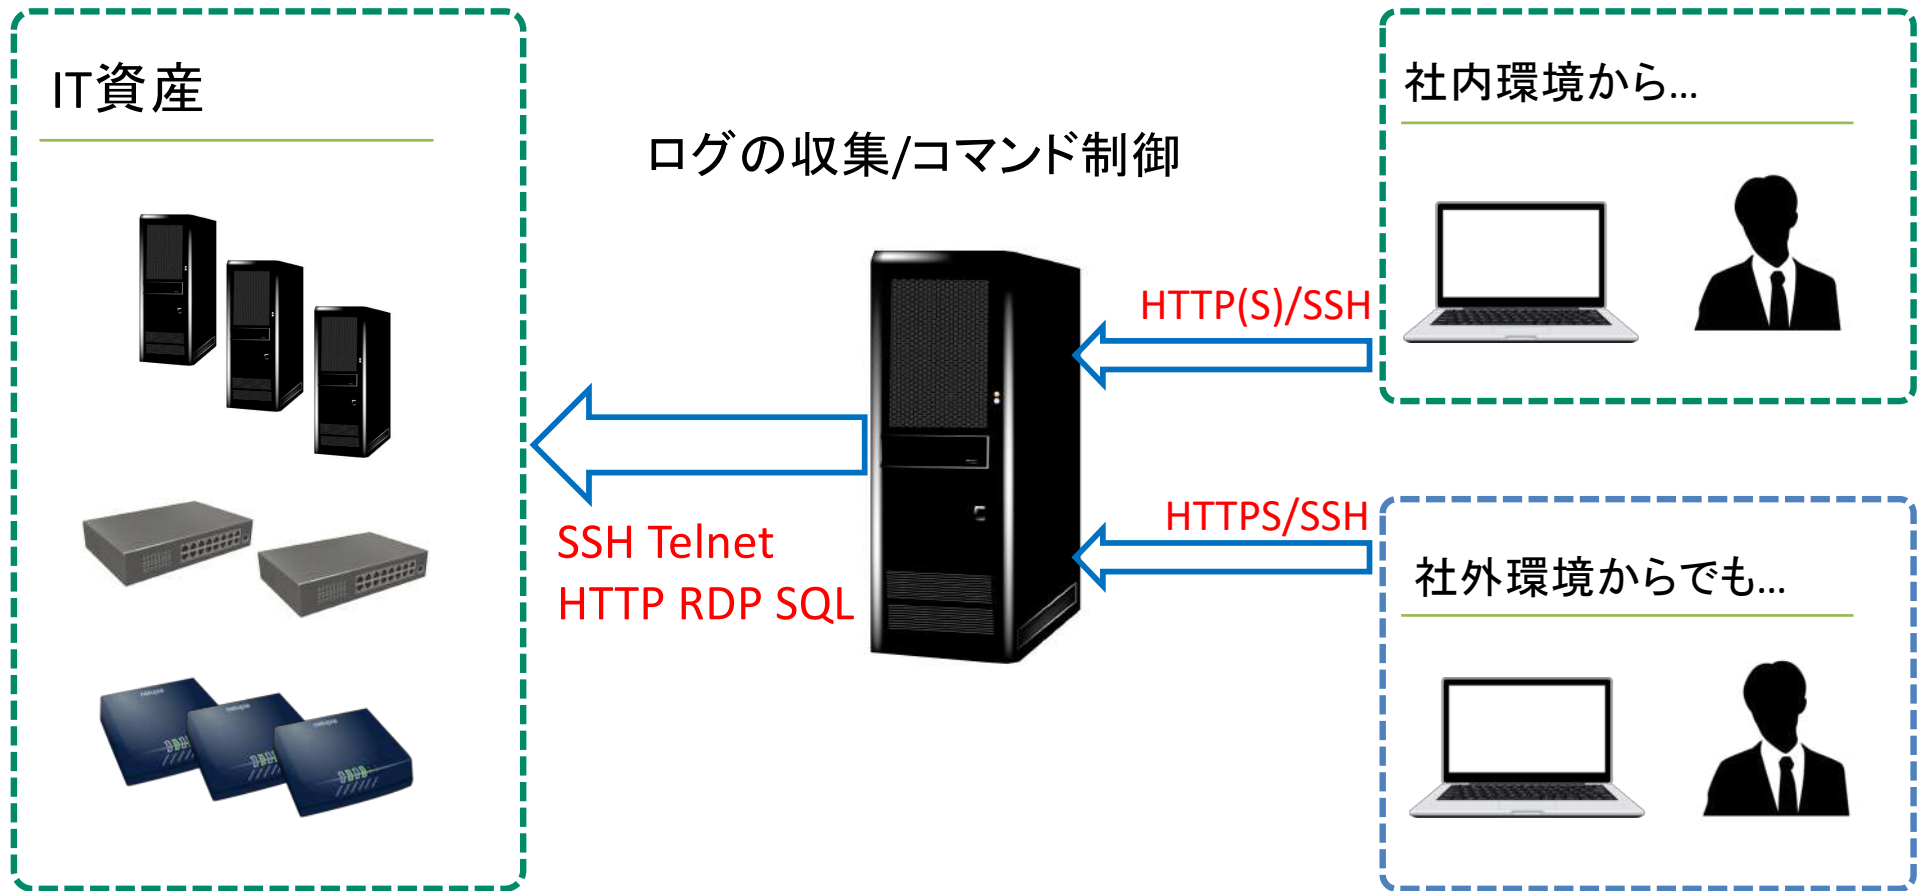 IT資産
ログの収集/コマンド制御
SSH Telnet
HTTP RDP SQL
HTTP(S)/SSH
HTTPS/SSH
社内環境から...
社外環境からでも...